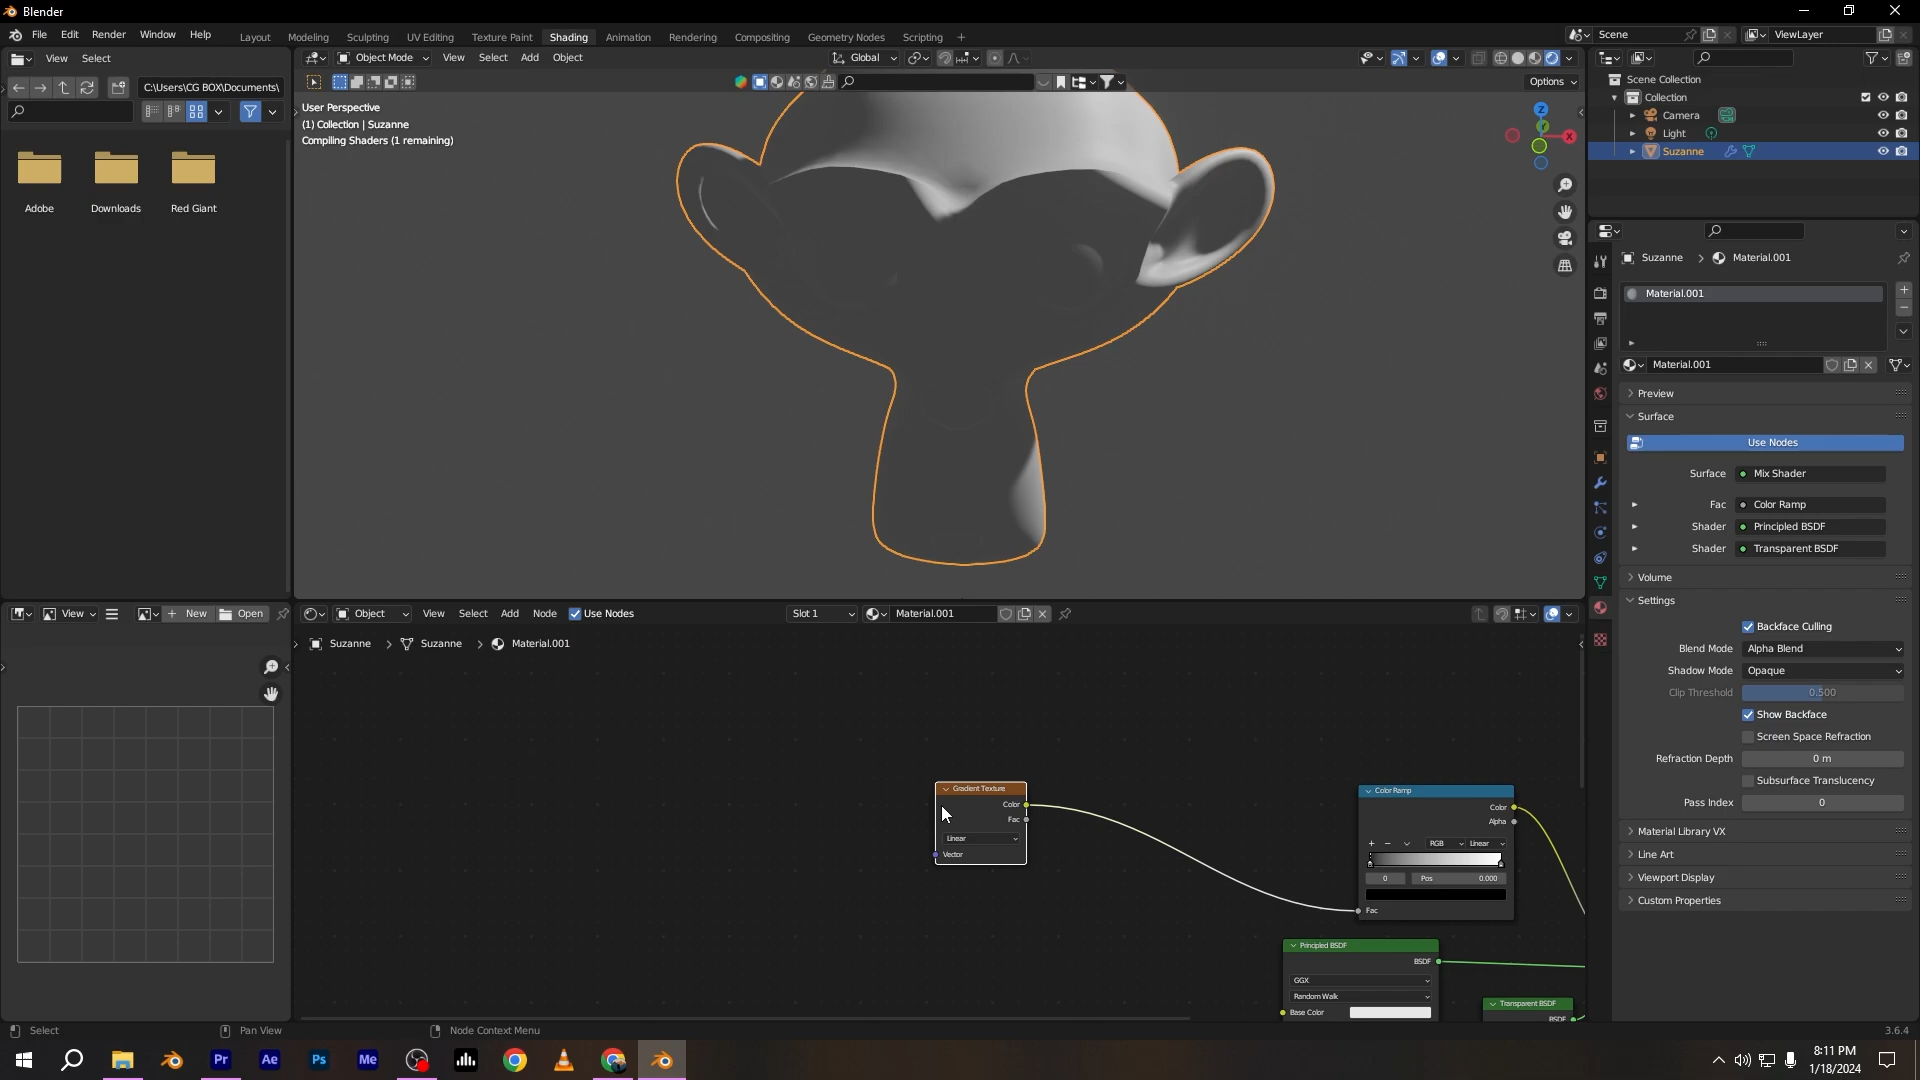 Blender
File Edit Render Window Help
Layout Modeling Sculpting UV Editing Texture Paint Shading Animation Rendering Compositing Geometry Nodes Scripting +
Scene
ViewLayer
View Select
Object Mode View Select Add Object
Global
C:\Users\CG BOX\Documents\
Options
User Perspective
(1) Collection | Suzanne
Compiling Shaders (1 remaining)
Z
Y
X
Adobe
Downloads
Red Giant
Scene Collection
Collection
Camera
Light
Suzanne
Suzanne > Material.001
Material.001
Material.001
Preview
Surface
Use Nodes
Surface Mix Shader
Fac Color Ramp
Shader Principled BSDF
Shader Transparent BSDF
Volume
Settings
Backface Culling
Blend Mode Alpha Blend
Shadow Mode Opaque
Clip Threshold 0.500
Show Backface
Screen Space Refraction
Refraction Depth 0 m
Subsurface Translucency
Pass Index 0
Material Library VX
Line Art
Viewport Display
Custom Properties
View New Open
Object View Select Add Node Use Nodes Slot 1 Material.001
Suzanne > Suzanne > Material.001
Gradient Texture
Color
Fac
Linear
Vector
Color Ramp
Color
Alpha
+ − RGB Linear
0 Pos 0.000
Fac
Principled BSDF
BSDF
GGX
Random Walk
Base Color
Transparent BSDF
BSDF
Select Pan View Node Context Menu 3.6.4
Pr Ae Ps Me
8:11 PM
1/18/2024